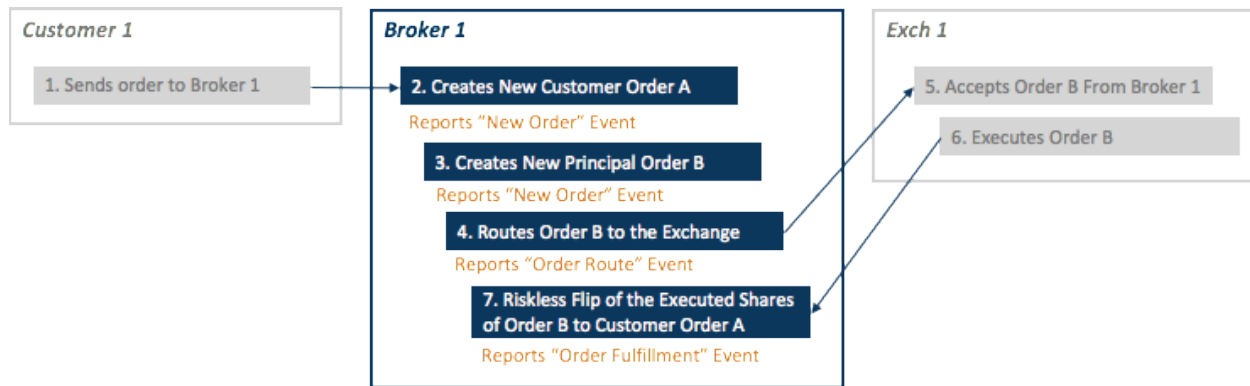 Customer 1
1. Sends order to Broker 1
Broker 1
2. Creates New Customer Order A
Reports "New Order" Event
3. Creates New Principal Order B
Reports "New Order" Event
4. Routes Order B to the Exchange
Reports "Order Route" Event
7. Riskless Flip of the Executed Shares
of Order B to Customer Order A
Reports "Order Fulfillment" Event
Exch 1
5. Accepts Order B From Broker 1
6. Executes Order B